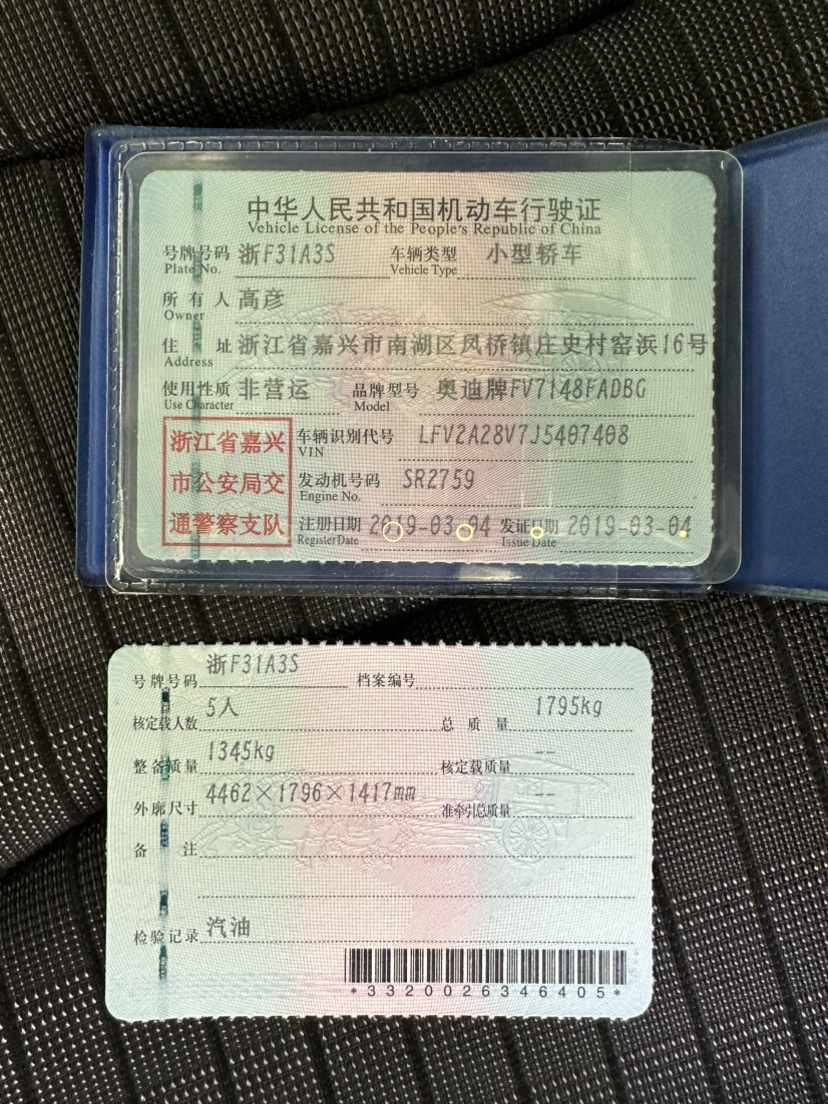 中华人民共和国机动车行驶证
Vehicle License of the People's Republic of China
号牌号码 浙F31A3S 车辆类型 小型轿车
Plate No. Vehicle Type
所有人 高彦
Owner
住址 浙江省嘉兴市南湖区凤桥镇庄史村窑浜16号
Address
使用性质 非营运 品牌型号 奥迪牌FV7148FADBG
Use Character Model
浙江省嘉兴
市公安局交
通警察支队
车辆识别代号 LFV2A28V7J5407408
VIN
发动机号码 SR2759
Engine No.
注册日期 2019-03-04 发证日期 2019-03-04
Register Date Issue Date
号牌号码 浙F31A3S 档案编号
核定载人数 5人 总质量 1795kg
整备质量 1345kg 核定载质量 --
外廓尺寸 4462×1796×1417mm 准牵引总质量 --
备注
检验记录 汽油
*3320026346405*